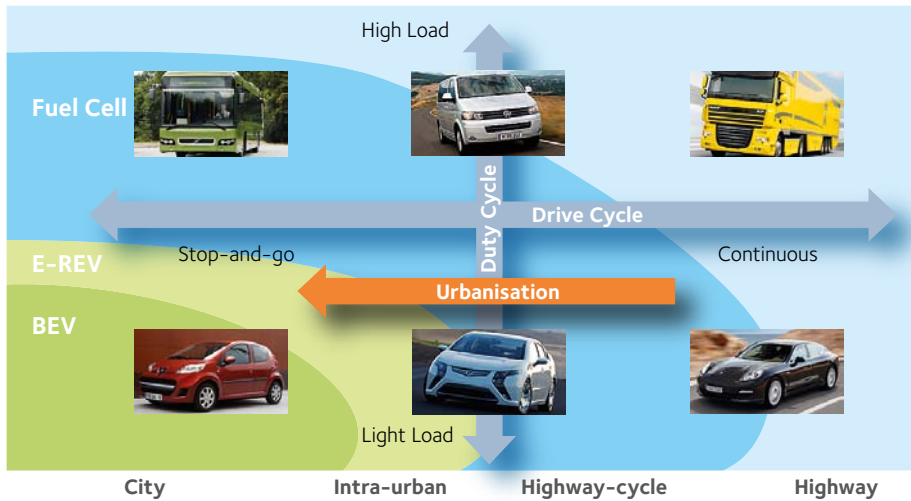 High Load
Fuel Cell
Duty Cycle
Drive Cycle
Stop-and-go
Continuous
E-REV
Urbanisation
BEV
Light Load
City
Intra-urban
Highway-cycle
Highway